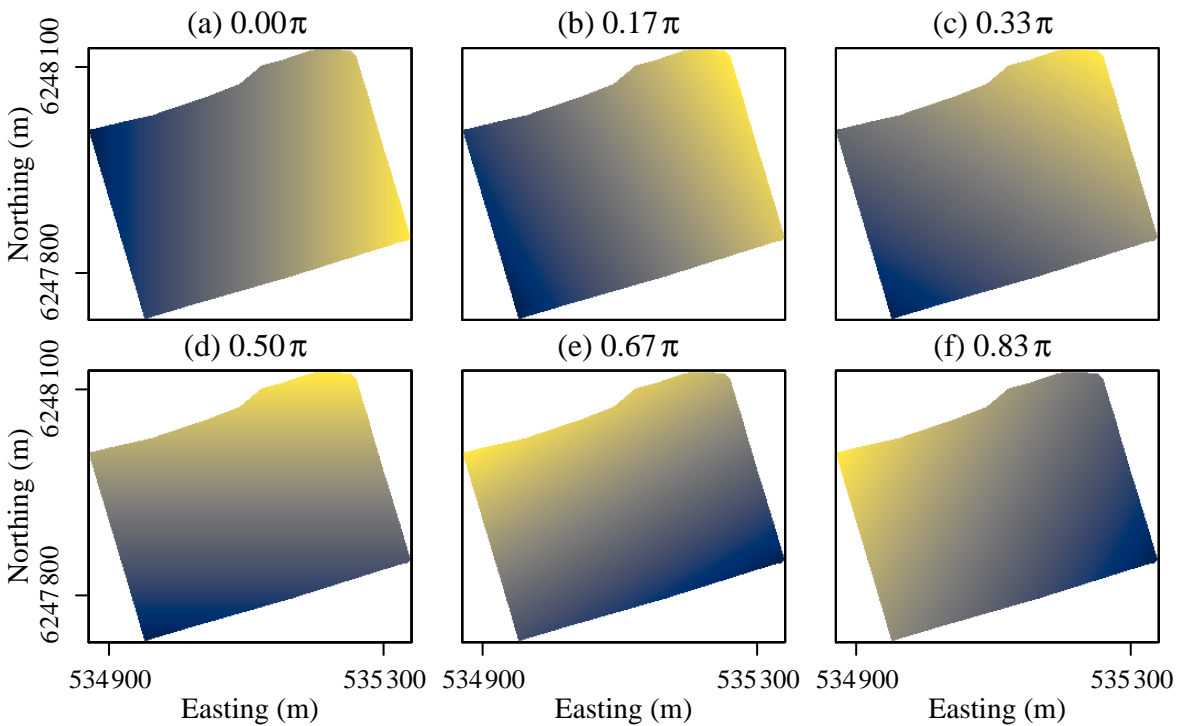 (a) 0.00π
(b) 0.17π
(c) 0.33π
Northing (m)
6247800
6248100
(d) 0.50π
(e) 0.67π
(f) 0.83π
Northing (m)
6247800
6248100
534900
535300
534900
535300
534900
535300
Easting (m)
Easting (m)
Easting (m)